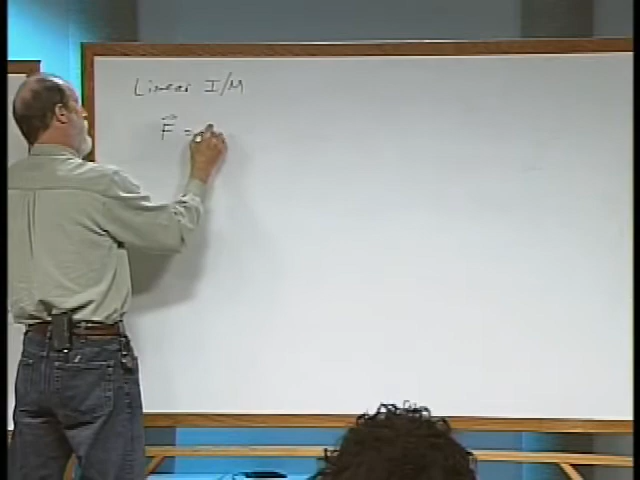 Linear I/M
F⃗ =